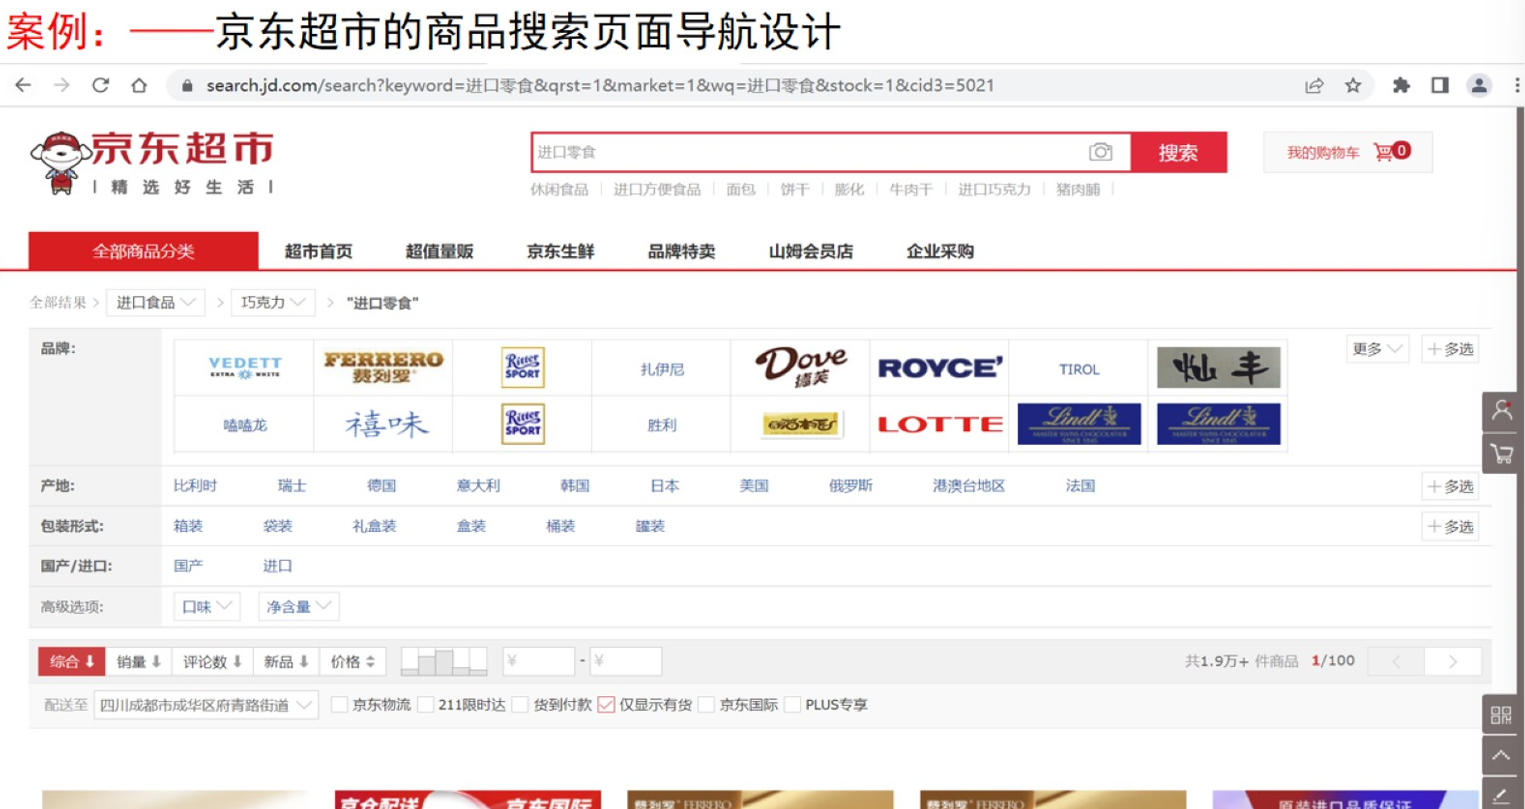 案例：——京东超市的商品搜索页面导航设计
search.jd.com/search?keyword=进口零食&qrst=1&market=1&wq=进口零食&stock=1&cid3=5021
京东超市
精选好生活
进口零食 搜索 我的购物车 0
休闲食品 进口方便食品 面包 饼干 膨化 牛肉干 进口巧克力 猪肉脯
全部商品分类 超市首页 超值量贩 京东生鲜 品牌特卖 山姆会员店 企业采购
全部结果 > 进口食品 > 巧克力 > "进口零食"
品牌: 更多 +多选
VEDETT EXTRA WHITE FERRERO 费列罗 Ritter SPORT 扎伊尼 Dove 德芙 ROYCE' TIROL 灿丰
嗑嗑龙 禧味 Ritter SPORT 胜利 LOTTE Lindt MASTER SWISS CHOCOLATIER SINCE 1845 Lindt MASTER SWISS CHOCOLATIER SINCE 1845
产地: 比利时 瑞士 德国 意大利 韩国 日本 美国 俄罗斯 港澳台地区 法国 +多选
包装形式: 箱装 袋装 礼盒装 盒装 桶装 罐装 +多选
国产/进口: 国产 进口
高级选项: 口味 净含量
综合 销量 评论数 新品 价格 ¥ - ¥ 共1.9万+ 件商品 1/100 < >
配送至 四川成都市成华区府青路街道 京东物流 211限时达 货到付款 仅显示有货 京东国际 PLUS专享
京仓配送 京东国际 费列罗 FERRERO 费列罗 FERRERO 原装进口品质保证